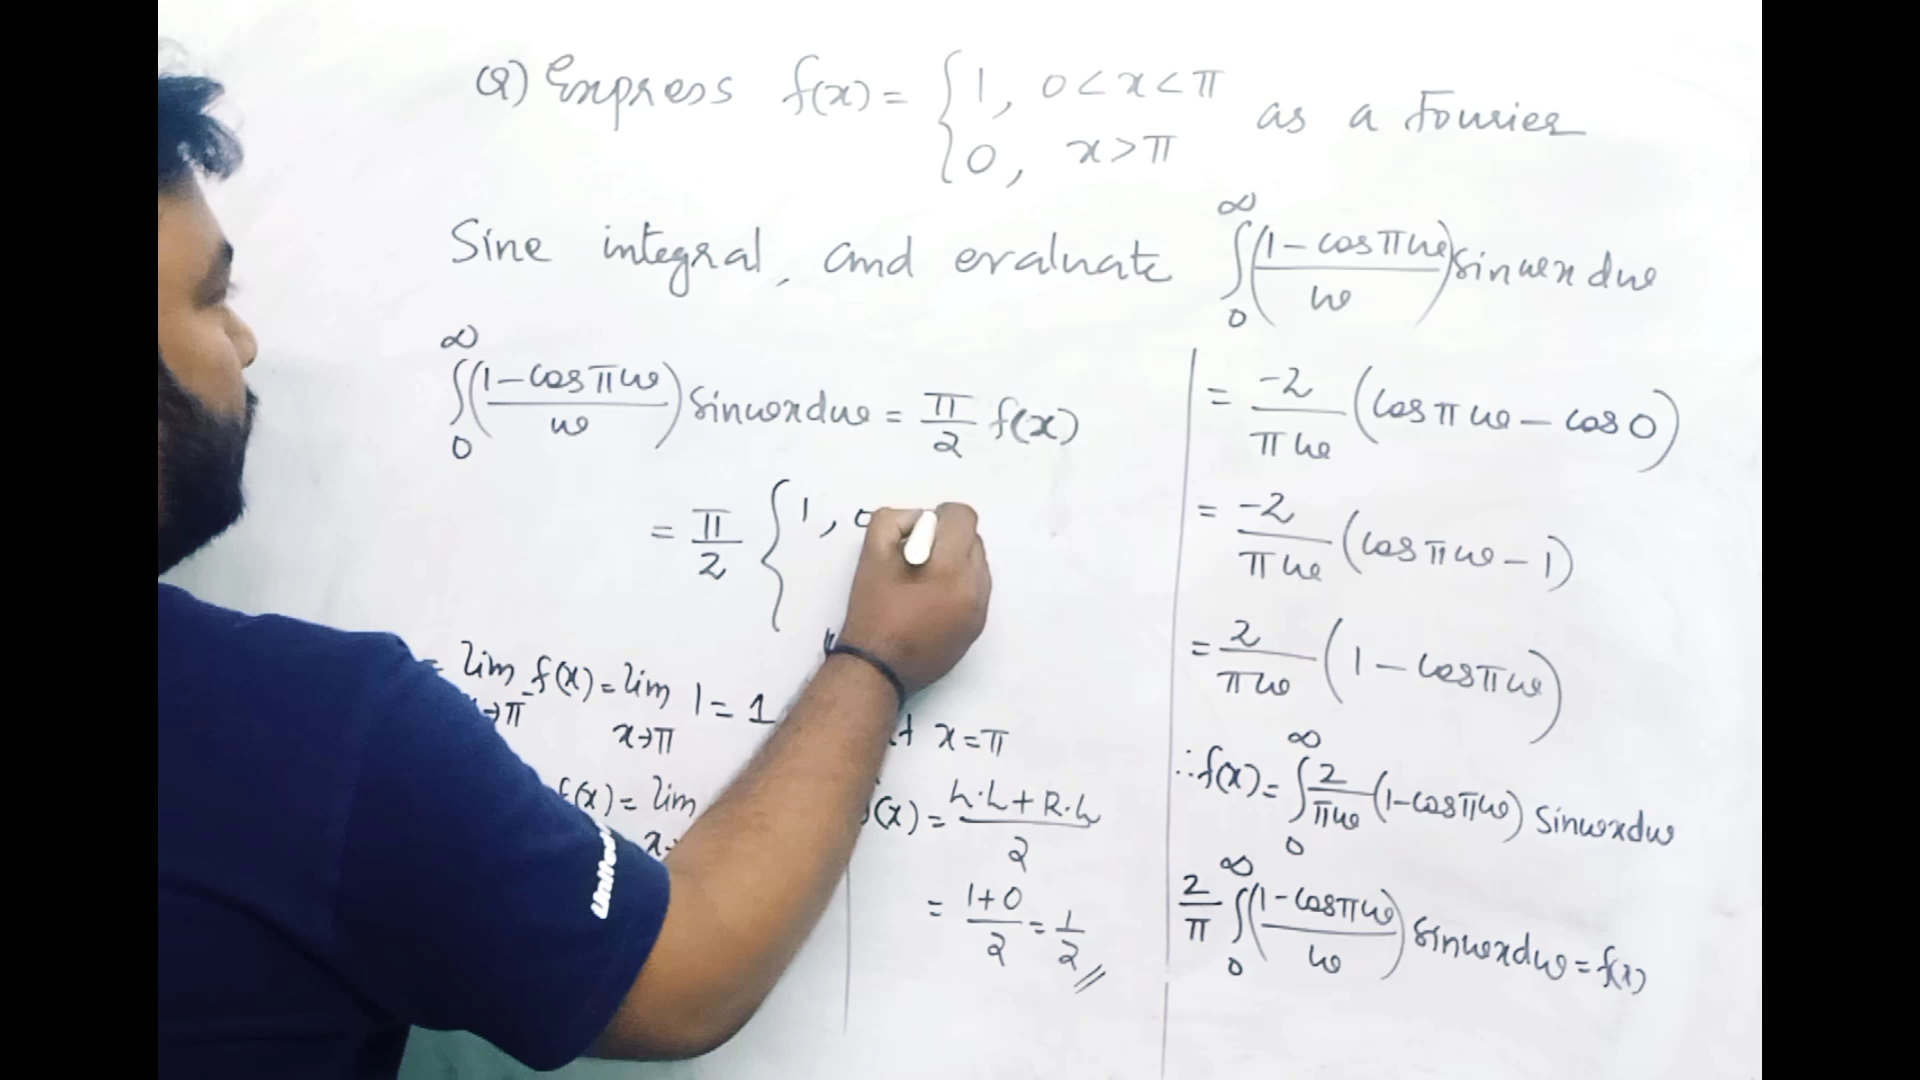 Q) Express f(x) = { 1, 0 < x < π
0, x > π as a Fourier
Sine integral, and evaluate ∫₀^∞ ((1 - cos πω)/ω) sin ωx dω
∫₀^∞ ((1 - cos πω)/ω) sin ωx dω = π/2 f(x)
= π/2 { 1, 0
= lim x→π⁻ f(x) = lim x→π 1 = 1
f(x) = lim
At x = π
f(x) = (L.L + R.L)/2
= (1+0)/2 = 1/2 //
= -2/πω (cos πω - cos 0)
= -2/πω (cos πω - 1)
= 2/πω (1 - cos πω)
∴ f(x) = ∫₀^∞ 2/πω (1 - cos πω) sin ωx dω
2/π ∫₀^∞ ((1 - cos πω)/ω) sin ωx dω = f(x)
United